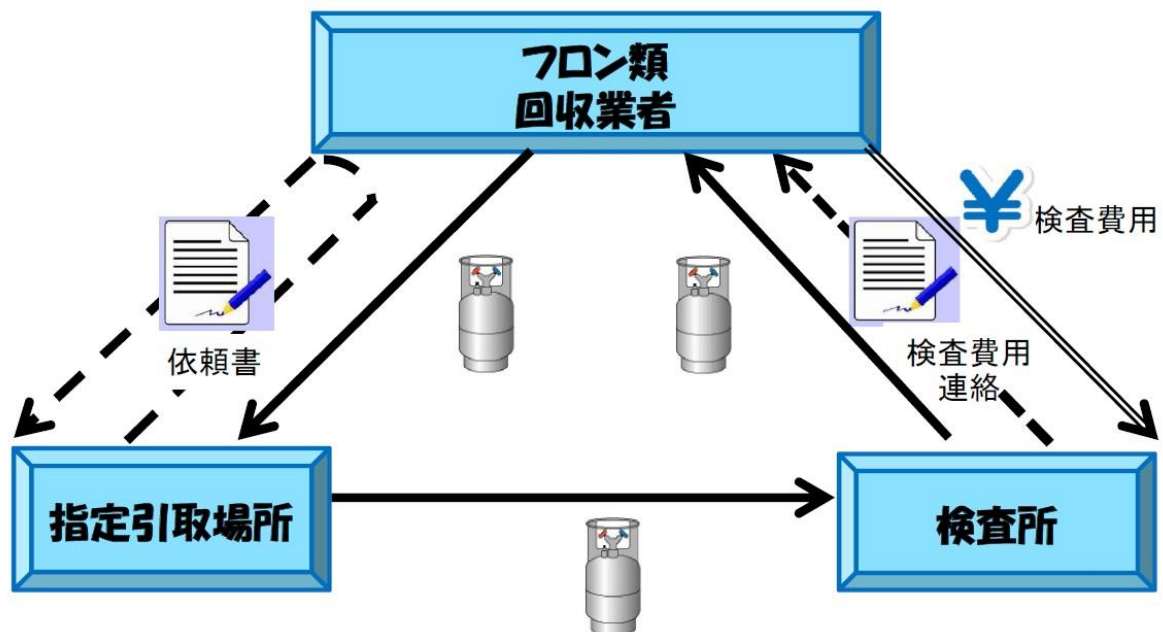 フロン類
回収業者
¥
検査費用
依頼書
検査費用
連絡
指定引取場所
検査所